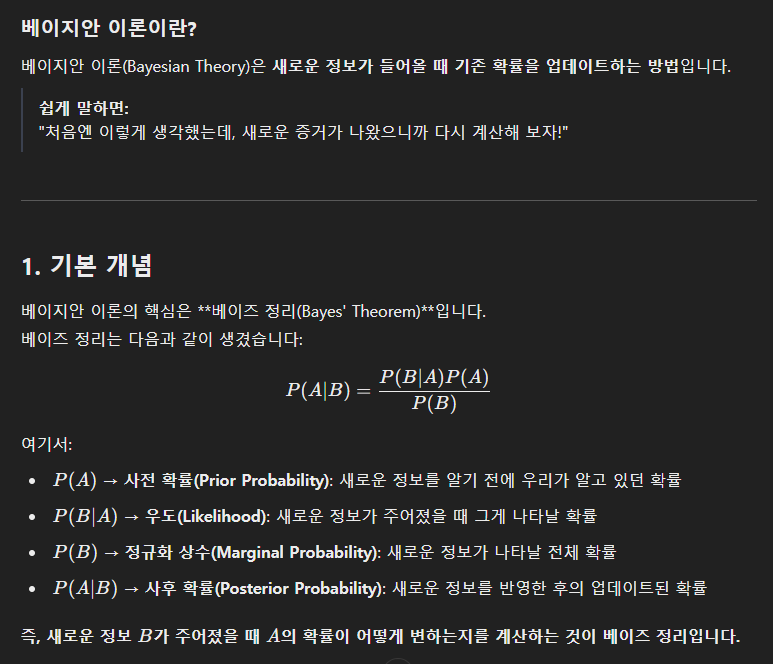 베이지안 이론이란?
베이지안 이론(Bayesian Theory)은 새로운 정보가 들어올 때 기존 확률을 업데이트하는 방법입니다.
쉽게 말하면:
"처음엔 이렇게 생각했는데, 새로운 증거가 나왔으니까 다시 계산해 보자!"
1. 기본 개념
베이지안 이론의 핵심은 **베이즈 정리(Bayes' Theorem)**입니다.
베이즈 정리는 다음과 같이 생겼습니다:
P(A|B) = P(B|A)P(A) / P(B)
여기서:
• P(A) → 사전 확률(Prior Probability): 새로운 정보를 알기 전에 우리가 알고 있던 확률
• P(B|A) → 우도(Likelihood): 새로운 정보가 주어졌을 때 그게 나타날 확률
• P(B) → 정규화 상수(Marginal Probability): 새로운 정보가 나타날 전체 확률
• P(A|B) → 사후 확률(Posterior Probability): 새로운 정보를 반영한 후의 업데이트된 확률
즉, 새로운 정보 B가 주어졌을 때 A의 확률이 어떻게 변하는지를 계산하는 것이 베이즈 정리입니다.